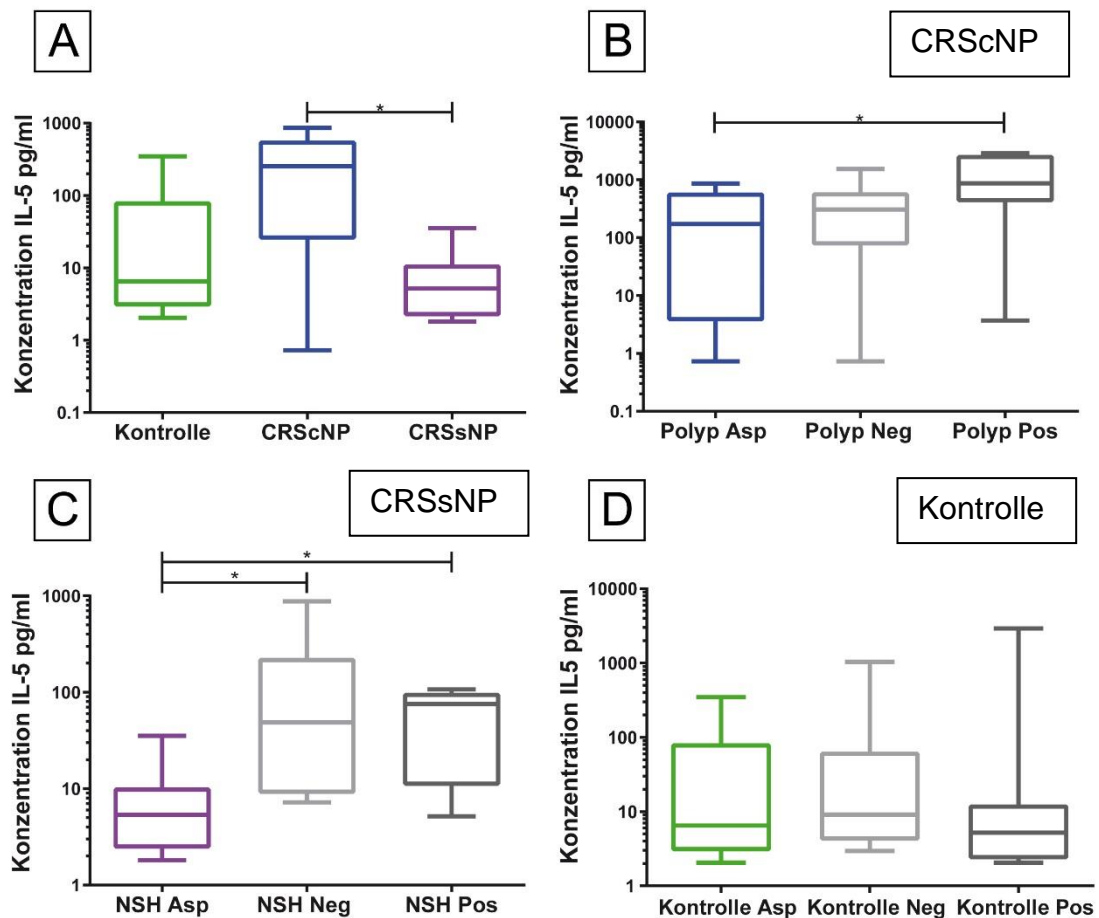 A
Konzentration IL-5 pg/ml
1000
100
10
1
0.1
*
Kontrolle CRScNP CRSsNP
B
CRScNP
Konzentration IL-5 pg/ml
10000
1000
100
10
1
0.1
*
Polyp Asp Polyp Neg Polyp Pos
C
CRSsNP
Konzentration IL-5 pg/ml
1000
100
10
1
*
*
NSH Asp NSH Neg NSH Pos
D
Kontrolle
Konzentration IL5 pg/ml
10000
1000
100
10
1
Kontrolle Asp Kontrolle Neg Kontrolle Pos